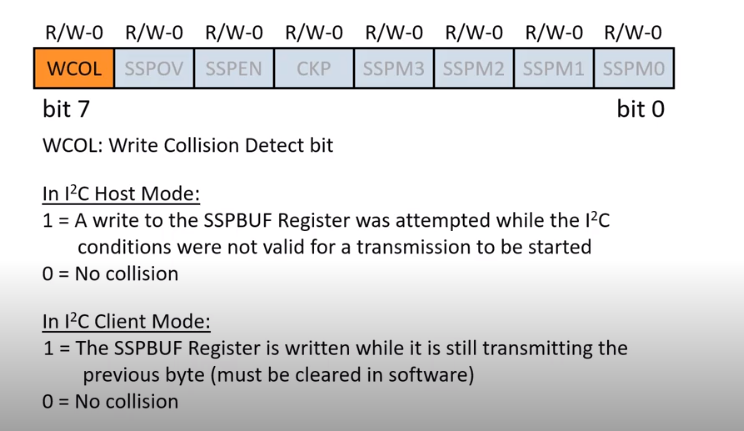 R/W-0 R/W-0 R/W-0 R/W-0 R/W-0 R/W-0 R/W-0 R/W-0
WCOL SSPOV SSPEN CKP SSPM3 SSPM2 SSPM1 SSPM0
bit 7 bit 0
WCOL: Write Collision Detect bit
In I²C Host Mode:
1 = A write to the SSPBUF Register was attempted while the I²C
conditions were not valid for a transmission to be started
0 = No collision
In I²C Client Mode:
1 = The SSPBUF Register is written while it is still transmitting the
previous byte (must be cleared in software)
0 = No collision